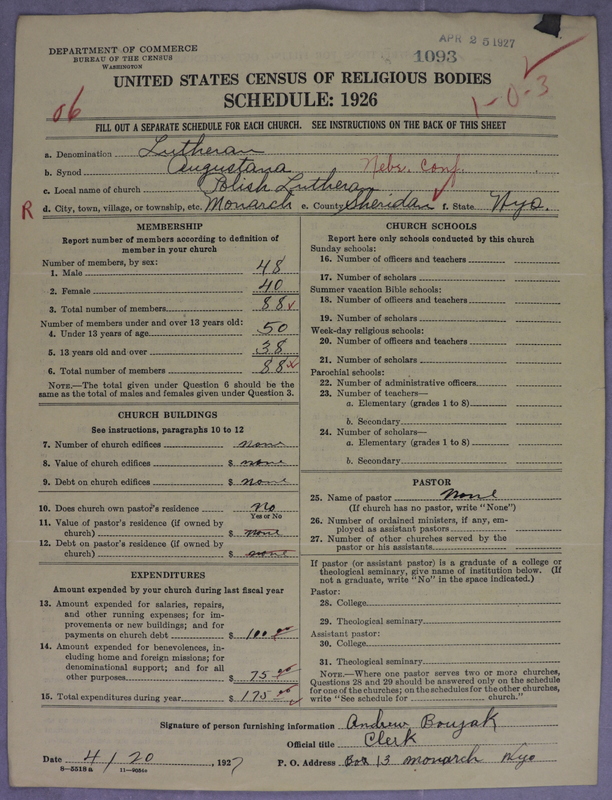 APR 25 1927
1093
DEPARTMENT OF COMMERCE
BUREAU OF THE CENSUS
WASHINGTON
UNITED STATES CENSUS OF RELIGIOUS BODIES
SCHEDULE: 1926
06
1-0-3
FILL OUT A SEPARATE SCHEDULE FOR EACH CHURCH. SEE INSTRUCTIONS ON THE BACK OF THIS SHEET
a. Denomination Lutheran
b. Synod Augustana Nebr. Conf.
c. Local name of church Polish Lutheran
R d. City, town, village, or township, etc. Monarch e. County Sheridan f. State Wyo.
MEMBERSHIP
Report number of members according to definition of member in your church
Number of members, by sex:
1. Male 48
2. Female 40
3. Total number of members 88
Number of members under and over 13 years old:
4. Under 13 years of age 50
5. 13 years old and over 38
6. Total number of members 88
NOTE.—The total given under Question 6 should be the
same as the total of males and females given under Question 3.
CHURCH BUILDINGS
See instructions, paragraphs 10 to 12
7. Number of church edifices none
8. Value of church edifices $ none
9. Debt on church edifices $ none
10. Does church own pastor's residence No
Yes or No
11. Value of pastor's residence (if owned by
church) $ none
12. Debt on pastor's residence (if owned by
church) $ none
EXPENDITURES
Amount expended by your church during last fiscal year
13. Amount expended for salaries, repairs,
and other running expenses; for im-
provements or new buildings; and for
payments on church debt $ 100 00
14. Amount expended for benevolences, in-
cluding home and foreign missions; for
denominational support; and for all
other purposes $ 75 00
15. Total expenditures during year $ 175 00
CHURCH SCHOOLS
Report here only schools conducted by this church
Sunday schools:
16. Number of officers and teachers
17. Number of scholars
Summer vacation Bible schools:
18. Number of officers and teachers
19. Number of scholars
Week-day religious schools:
20. Number of officers and teachers
21. Number of scholars
Parochial schools:
22. Number of administrative officers
23. Number of teachers—
a. Elementary (grades 1 to 8)
b. Secondary
24. Number of scholars—
a. Elementary (grades 1 to 8)
b. Secondary
PASTOR
25. Name of pastor None
(If church has no pastor, write "None")
26. Number of ordained ministers, if any, em-
ployed as assistant pastors
27. Number of other churches served by the
pastor or his assistants
If pastor (or assistant pastor) is a graduate of a college or
theological seminary, give name of institution below. (If
not a graduate, write "No" in the space indicated.)
Pastor:
28. College
29. Theological seminary
Assistant pastor:
30. College
31. Theological seminary
NOTE.—Where one pastor serves two or more churches,
Questions 28 and 29 should be answered only on the schedule
for one of the churches; on the schedules for the other churches,
write "See schedule for church."
Signature of person furnishing information Andrew Boujak
Official title Clerk
Date 4/20, 1927 P. O. Address Box 13 Monarch Wyo
8-5518a